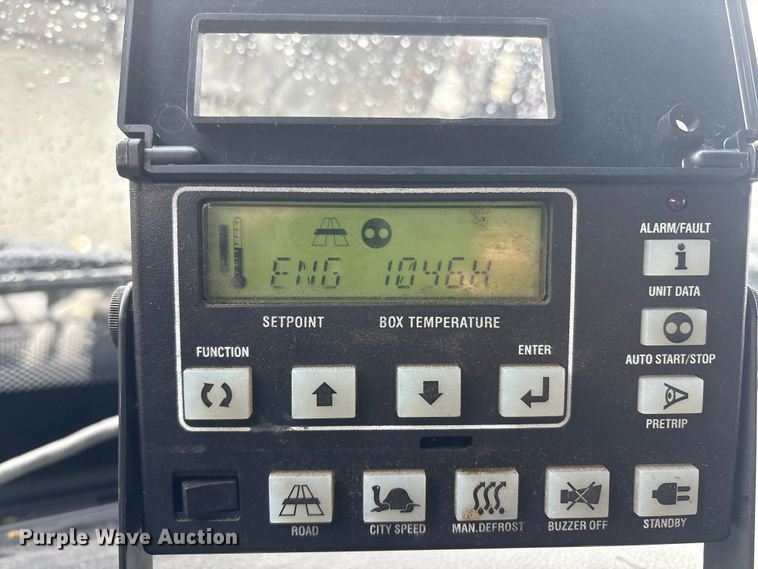 ENG 1046H
SETPOINT BOX TEMPERATURE
FUNCTION ENTER
ALARM/FAULT
i
UNIT DATA
AUTO START/STOP
PRETRIP
ROAD CITY SPEED MAN.DEFROST BUZZER OFF STANDBY
Purple Wave Auction